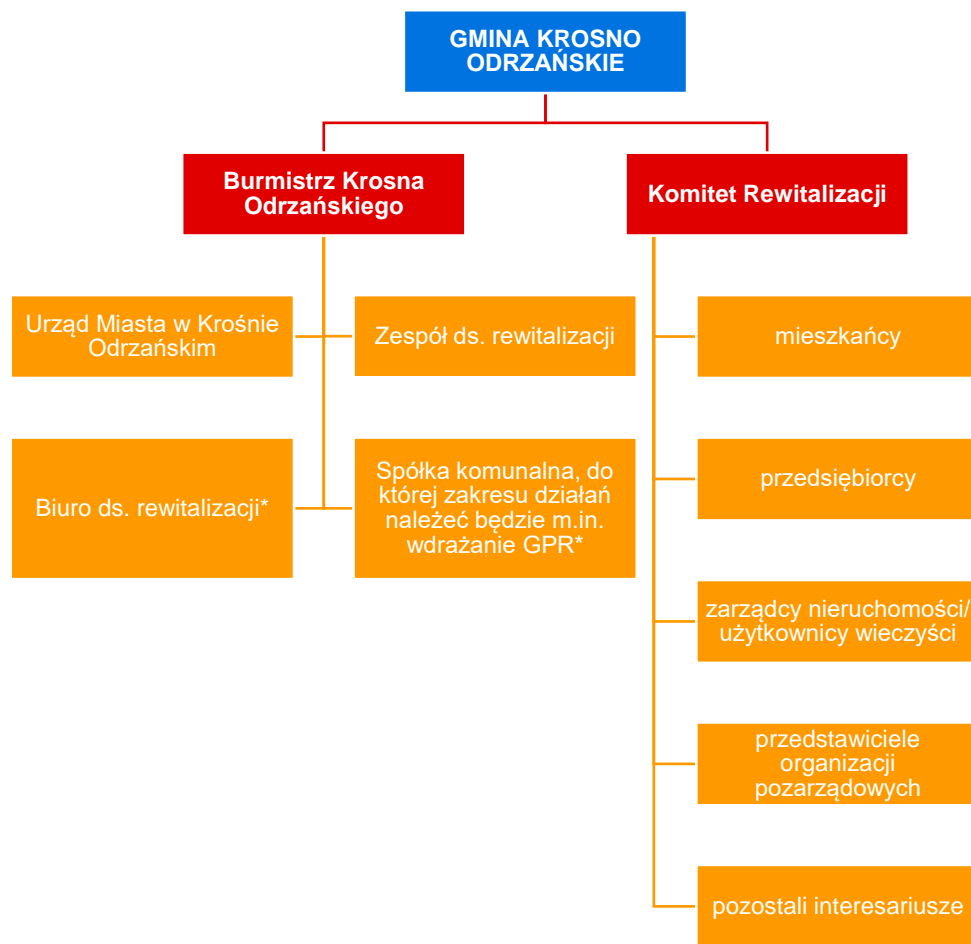 GMINA KROSNO
ODRZAŃSKIE
Burmistrz Krosna
Odrzańskiego
Komitet Rewitalizacji
Urząd Miasta w Krośnie
Odrzańskim
Zespół ds. rewitalizacji
mieszkańcy
Biuro ds. rewitalizacji*
Spółka komunalna, do
której zakresu działań
należeć będzie m.in.
wdrażanie GPR*
przedsiębiorcy
zarządcy nieruchomości/
użytkownicy wieczyści
przedstawiciele
organizacji
pozarządowych
pozostali interesariusze